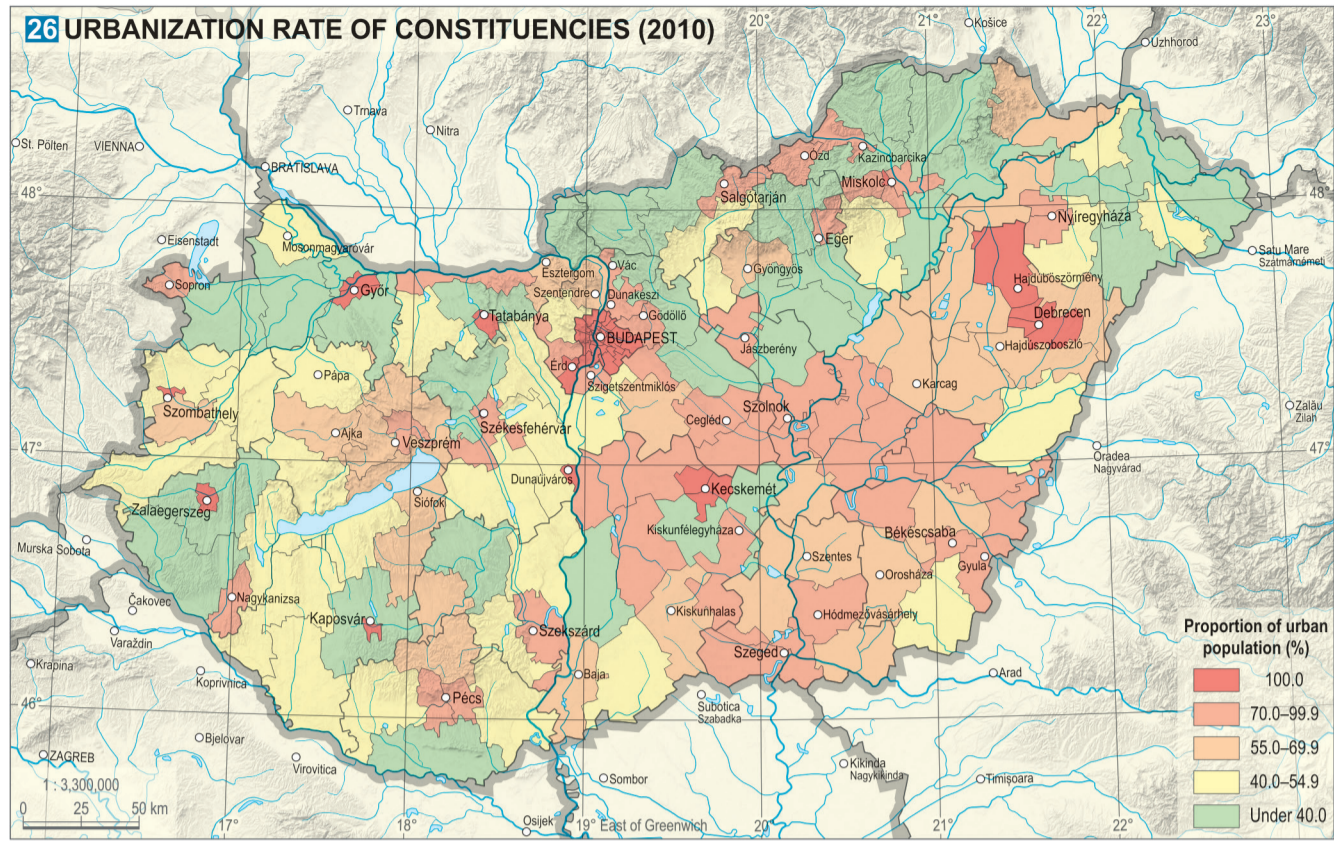 26 URBANIZATION RATE OF CONSTITUENCIES (2010)
20°
21°
22°
23°
Košice
Uzhhorod
Trnava
Nitra
St. Pölten
VIENNA
BRATISLAVA
Ózd
Kazincbarcika
Miskolc
48°
48°
Salgótarján
Nyíregyháza
Eisenstadt
Mosonmagyaróvár
Eger
Satu Mare
Szatmárnémeti
Sopron
Győr
Esztergom
Vác
Gyöngyös
Hajdúböszörmény
Szentendre
Dunakeszi
Tatabánya
Gödöllő
Debrecen
BUDAPEST
Jászberény
Hajdúszoboszló
Érd
Szigetszentmiklós
Pápa
Karcag
Szombathely
Szolnok
Zalău
Zilah
Cegléd
Székesfehérvár
Ajka
Veszprém
47°
47°
Oradea
Nagyvárad
Dunaújváros
Kecskemét
Zalaegerszeg
Siófok
Kiskunfélegyháza
Békéscsaba
Murska Sobota
Szentes
Gyula
Orosháza
Čakovec
Nagykanizsa
Kaposvár
Kiskunhalas
Hódmezővásárhely
Varaždin
Szekszárd
Szeged
Krapina
Koprivnica
Baja
Arad
46°
Pécs
Subotica
Szabadka
Bjelovar
ZAGREB
Virovitica
Kikinda
Nagykikinda
Sombor
Timişoara
1 : 3,300,000
0 25 50 km
17°
18°
Osijek
19° East of Greenwich
20°
21°
22°
Proportion of urban
population (%)
100.0
70.0–99.9
55.0–69.9
40.0–54.9
Under 40.0